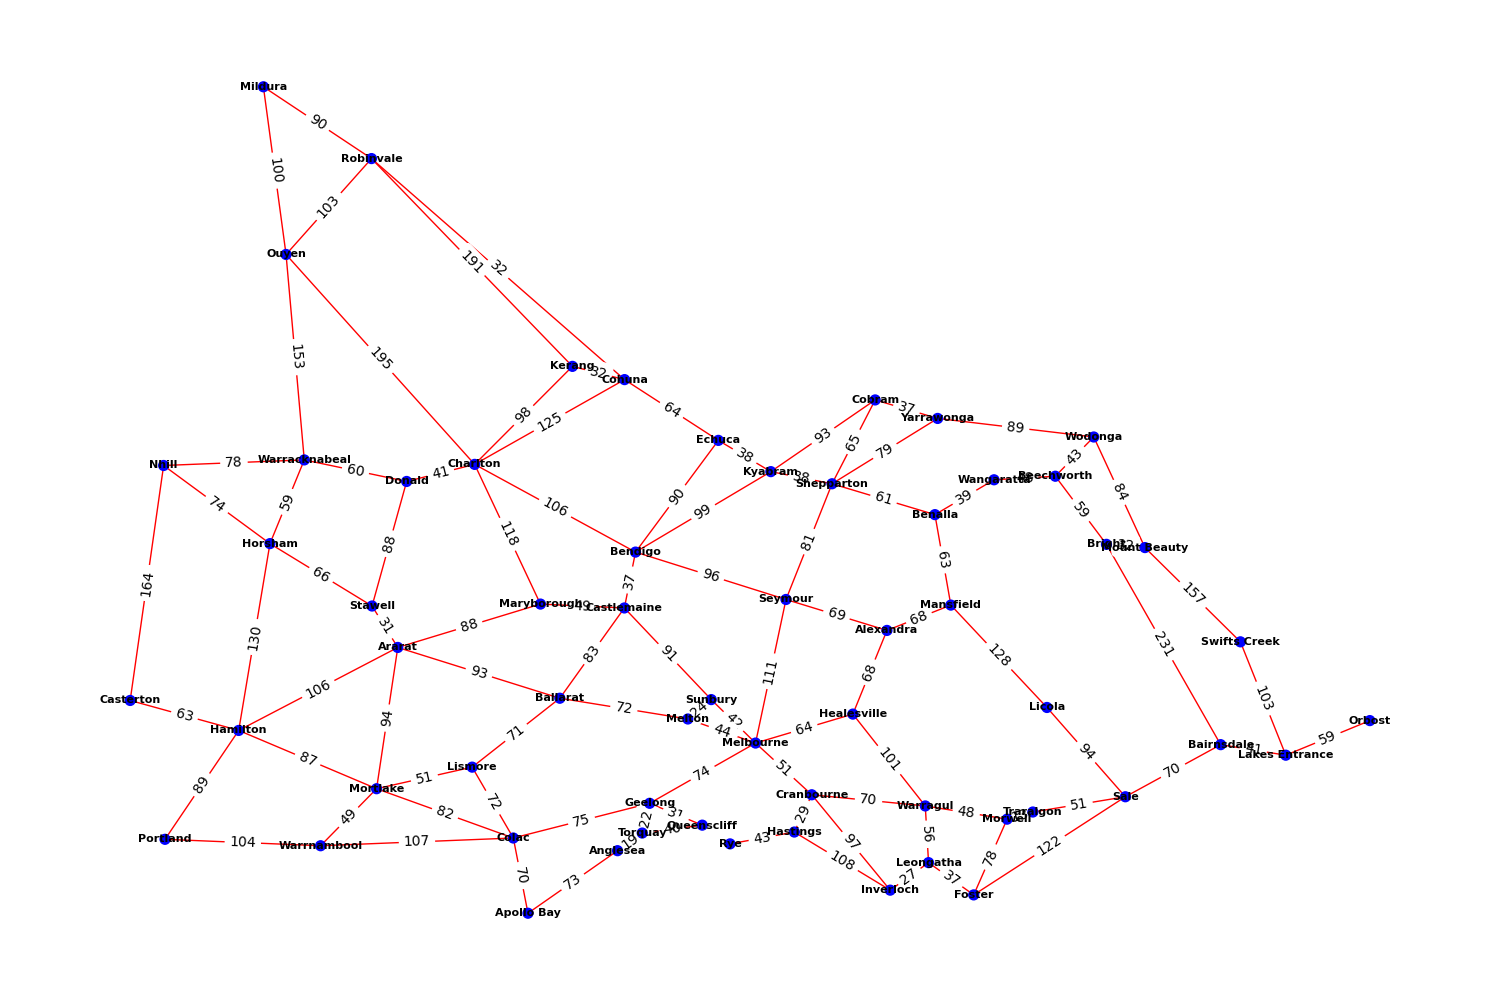 Mildura
90
Robinvale
100
103
Ouyen
191
32
153
195
Kerang
32
Cohuna
98
125
64
Cobram
37
Yarrawonga
93
65
79
89
Wodonga
Echuca
38
Kyabram
38
Shepparton
43
Nhill
78
Warracknabeal
60
Donald
41
Charlton
90
99
61
39
Wangaratta
Beechworth
84
74
59
106
Benalla
59
Horsham
88
118
Bendigo
81
63
Bright
32
Mount Beauty
66
37
96
164
Stawell
Maryborough
49
Castlemaine
Seymour
69
68
Mansfield
157
31
88
Alexandra
130
Ararat
83
91
128
231
Swifts Creek
106
93
111
68
103
Casterton
63
94
Ballarat
72
24
Sunbury
42
Licola
Hamilton
71
Melton
44
Melbourne
64
Healesville
94
Bairnsdale
41
Lakes Entrance
59
Orbost
87
51
Lismore
74
51
101
70
89
Mortlake
72
Geelong
31
Cranbourne
70
Warragul
48
Traralgon
51
Sale
49
82
75
22
29
Morwell
Portland
104
Warrnambool
107
Colac
19
Torquay
40
Queenscliff
Rye
43
Hastings
97
56
122
Anglesea
108
Leongatha
78
70
73
27
37
Inverloch
Foster
Apollo Bay